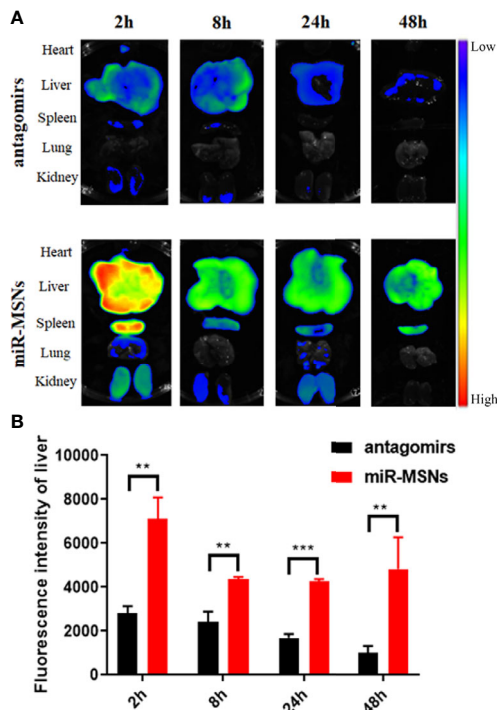 A
2h 8h 24h 48h
antagomirs
Heart
Liver
Spleen
Lung
Kidney
Low
miR-MSNs
Heart
Liver
Spleen
Lung
Kidney
High
B
Fluorescence intensity of liver
10000
8000
6000
4000
2000
0
** ** *** **
antagomirs
miR-MSNs
2h 8h 24h 48h